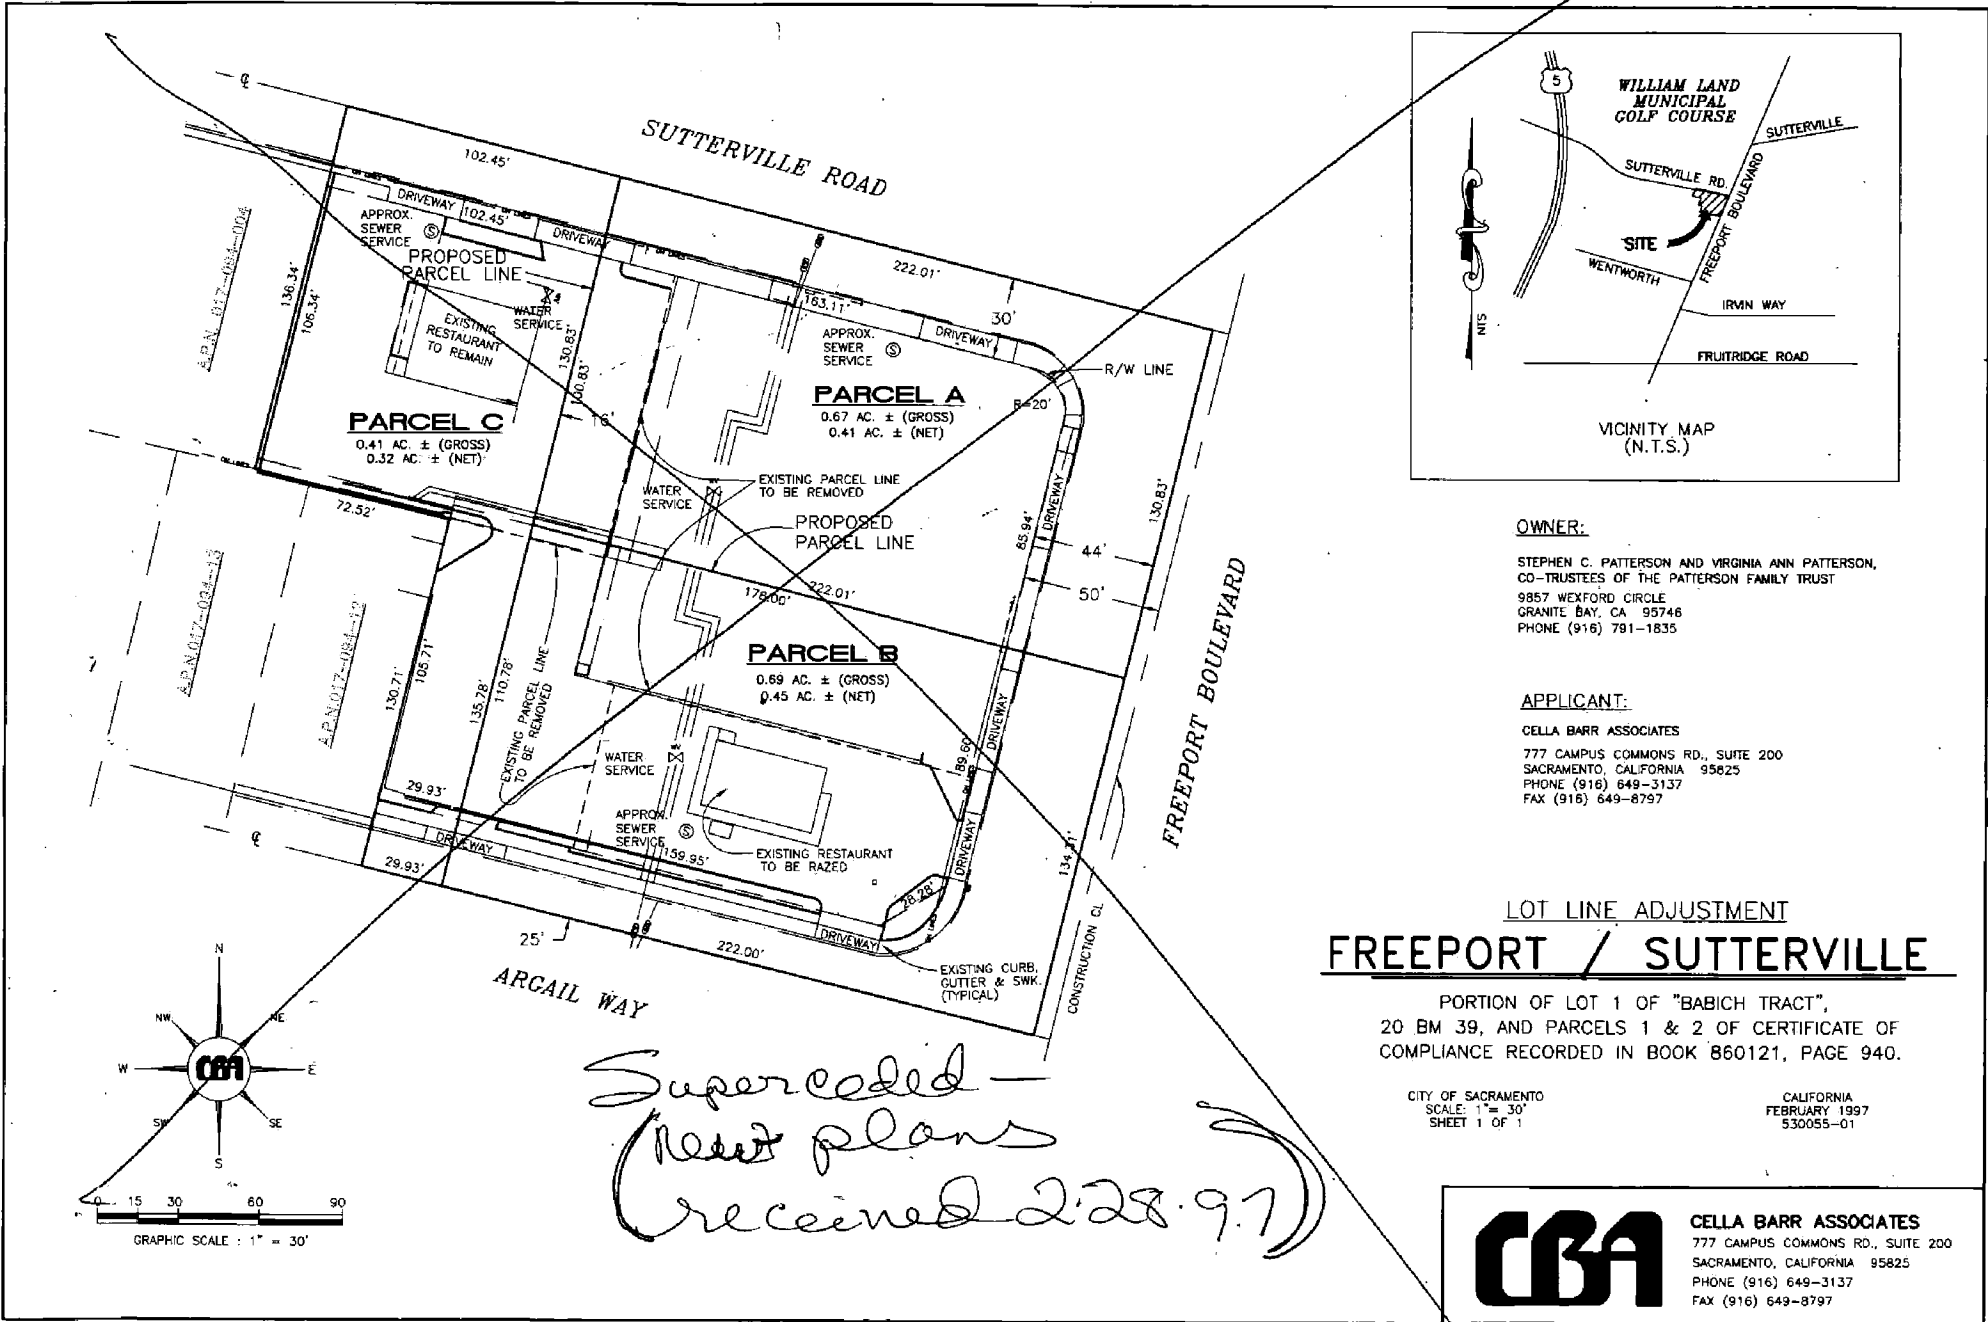 ℄
SUTTERVILLE ROAD
102.45'
DRIVEWAY
102.45'
DRIVEWAY
APPROX.
SEWER
SERVICE
Ⓢ
PROPOSED
PARCEL LINE
WATER
SERVICE
EXISTING
RESTAURANT
TO REMAIN
136.34'
106.34'
130.83'
130.83'
16'
A.P.N. 017-094-004
PARCEL C
0.41 AC. ± (GROSS)
0.32 AC. ± (NET)
222.01'
163.11'
30'
DRIVEWAY
APPROX.
SEWER
SERVICE
Ⓢ
R/W LINE
R=20'
PARCEL A
0.67 AC. ± (GROSS)
0.41 AC. ± (NET)
EXISTING PARCEL LINE
TO BE REMOVED
WATER
SERVICE
PROPOSED
PARCEL LINE
DRIVEWAY
85.94'
130.83'
44'
50'
72.52'
178.00'
222.01'
A.P.N.017-094-13
A.P.N.017-094-12
130.71'
105.71'
135.78'
110.78'
EXISTING PARCEL LINE
TO BE REMOVED
PARCEL B
0.69 AC. ± (GROSS)
0.45 AC. ± (NET)
FREEPORT BOULEVARD
DRIVEWAY
89.60'
WATER
SERVICE
29.93'
APPROX.
SEWER
SERVICE
Ⓢ
EXISTING RESTAURANT
TO BE RAZED
DRIVEWAY
℄
DRIVEWAY
29.93'
159.95'
28.28'
DRIVEWAY
25'
222.00'
EXISTING CURB,
GUTTER & SWK.
(TYPICAL)
CONSTRUCTION CL
ARGAIL WAY
N
NW
NE
W
CBA
E
SW
SE
S
0 15 30 60 90
GRAPHIC SCALE : 1" = 30'
Superceded —
(New plans
received 2·28·97)
5
WILLIAM LAND
MUNICIPAL
GOLF COURSE
SUTTERVILLE
SUTTERVILLE RD.
FREEPORT BOULEVARD
SITE
WENTWORTH
IRVIN WAY
FRUITRIDGE ROAD
NTS
VICINITY MAP
(N.T.S.)
OWNER:
STEPHEN C. PATTERSON AND VIRGINIA ANN PATTERSON,
CO-TRUSTEES OF THE PATTERSON FAMILY TRUST
9857 WEXFORD CIRCLE
GRANITE BAY, CA 95746
PHONE (916) 791-1835
APPLICANT:
CELLA BARR ASSOCIATES
777 CAMPUS COMMONS RD., SUITE 200
SACRAMENTO, CALIFORNIA 95825
PHONE (916) 649-3137
FAX (916) 649-8797
LOT LINE ADJUSTMENT
FREEPORT / SUTTERVILLE
PORTION OF LOT 1 OF "BABICH TRACT",
20 BM 39, AND PARCELS 1 & 2 OF CERTIFICATE OF
COMPLIANCE RECORDED IN BOOK 860121, PAGE 940.
CITY OF SACRAMENTO
SCALE: 1"= 30'
SHEET 1 OF 1
CALIFORNIA
FEBRUARY 1997
530055-01
CBA
CELLA BARR ASSOCIATES
777 CAMPUS COMMONS RD., SUITE 200
SACRAMENTO, CALIFORNIA 95825
PHONE (916) 649-3137
FAX (916) 649-8797